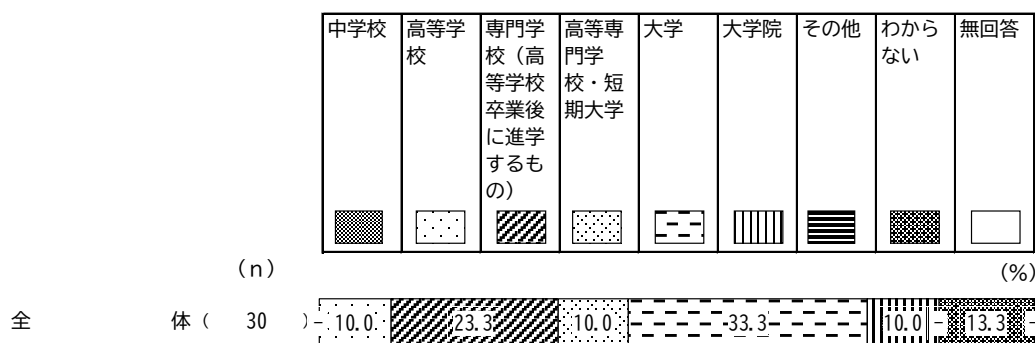 中学校 高等学 専門学 高等専 大学 大学院 その他 わから 無回答
校 校（高 門学 ない
等学校 校・短
卒業後 期大学
に進学
するも
の）
（n） (%)
全 体（ 30 ）- 10.0 23.3 10.0 33.3 10.0 - 13.3 -